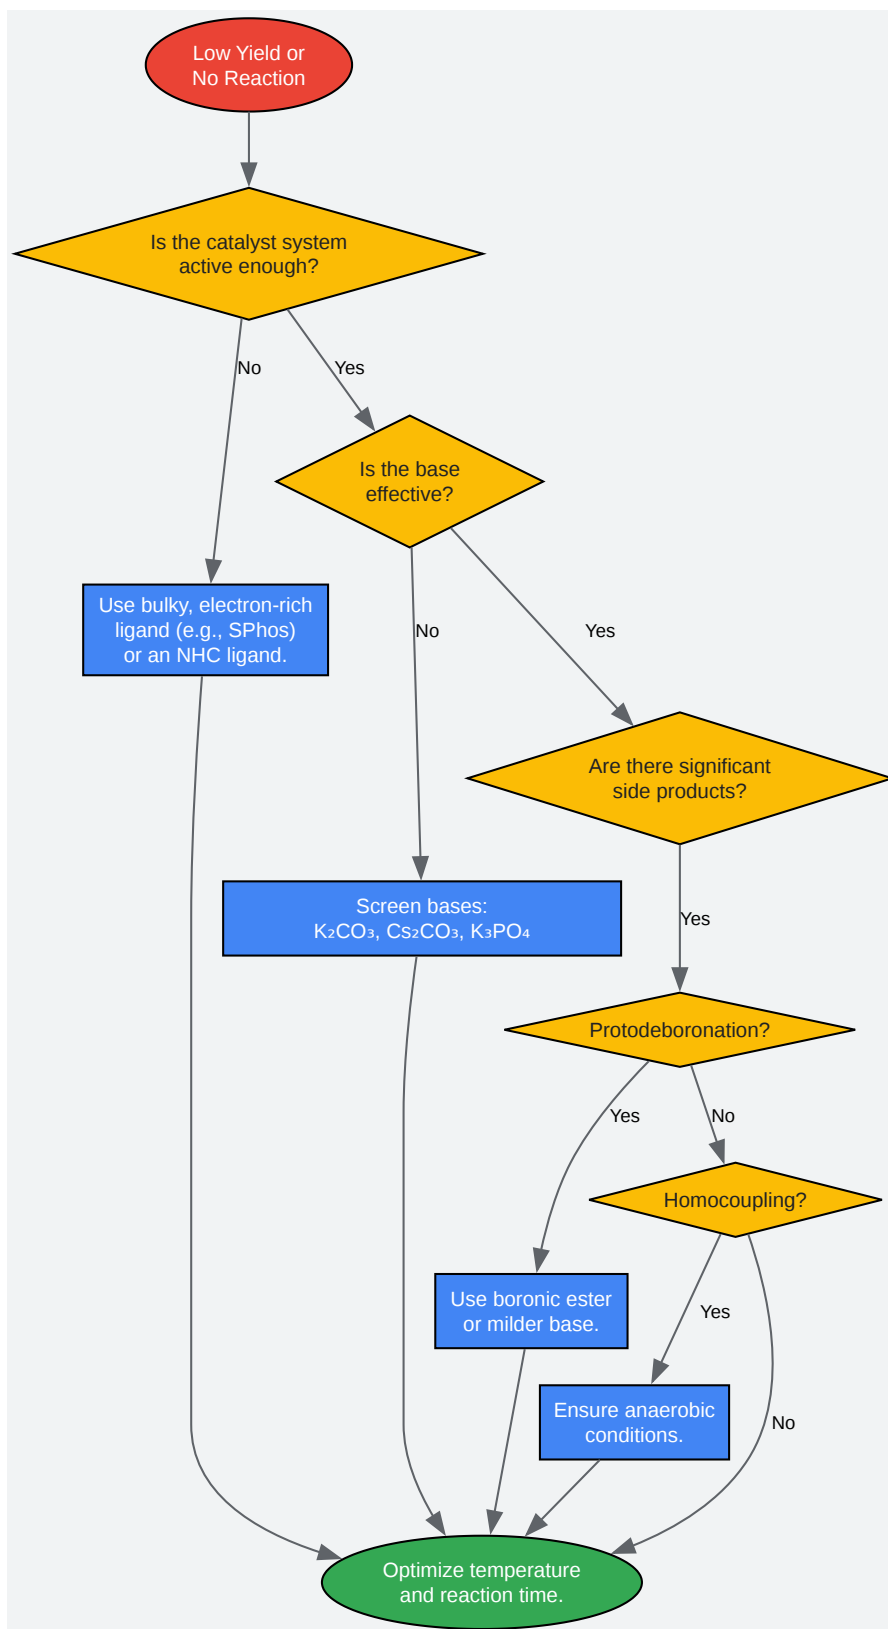 Low Yield or
No Reaction
Is the catalyst system
active enough?
No
Yes
Is the base
effective?
Use bulky, electron-rich
ligand (e.g., SPhos)
or an NHC ligand.
No
Yes
Are there significant
side products?
Screen bases:
K₂CO₃, Cs₂CO₃, K₃PO₄
Yes
Protodeboronation?
Yes
No
Homocoupling?
Use boronic ester
or milder base.
Yes
Ensure anaerobic
conditions.
No
Optimize temperature
and reaction time.